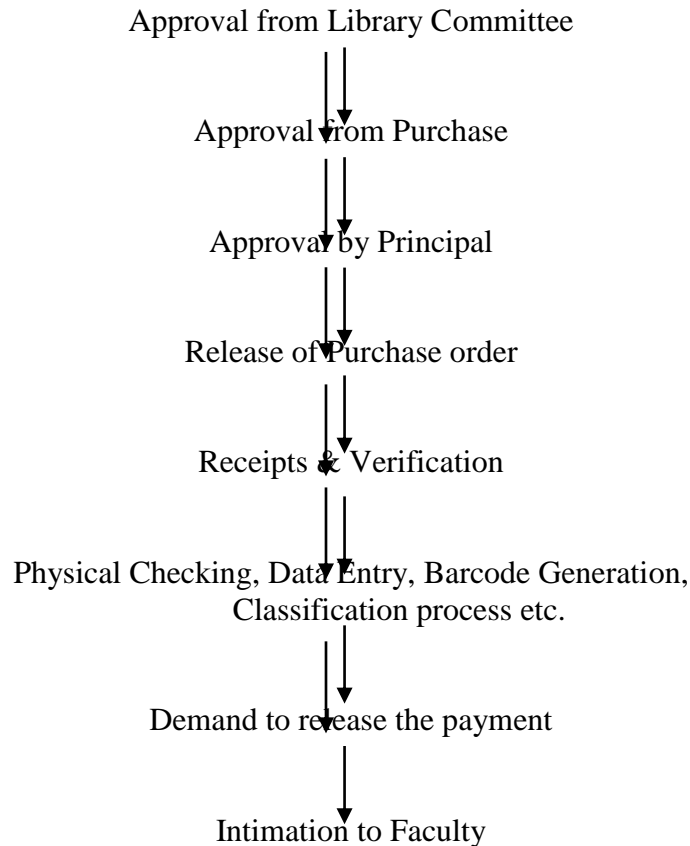 Approval from Library Committee
Approval from Purchase
Approval by Principal
Release of Purchase order
Receipts & Verification
Physical Checking, Data Entry, Barcode Generation,
Classification process etc.
Demand to release the payment
Intimation to Faculty